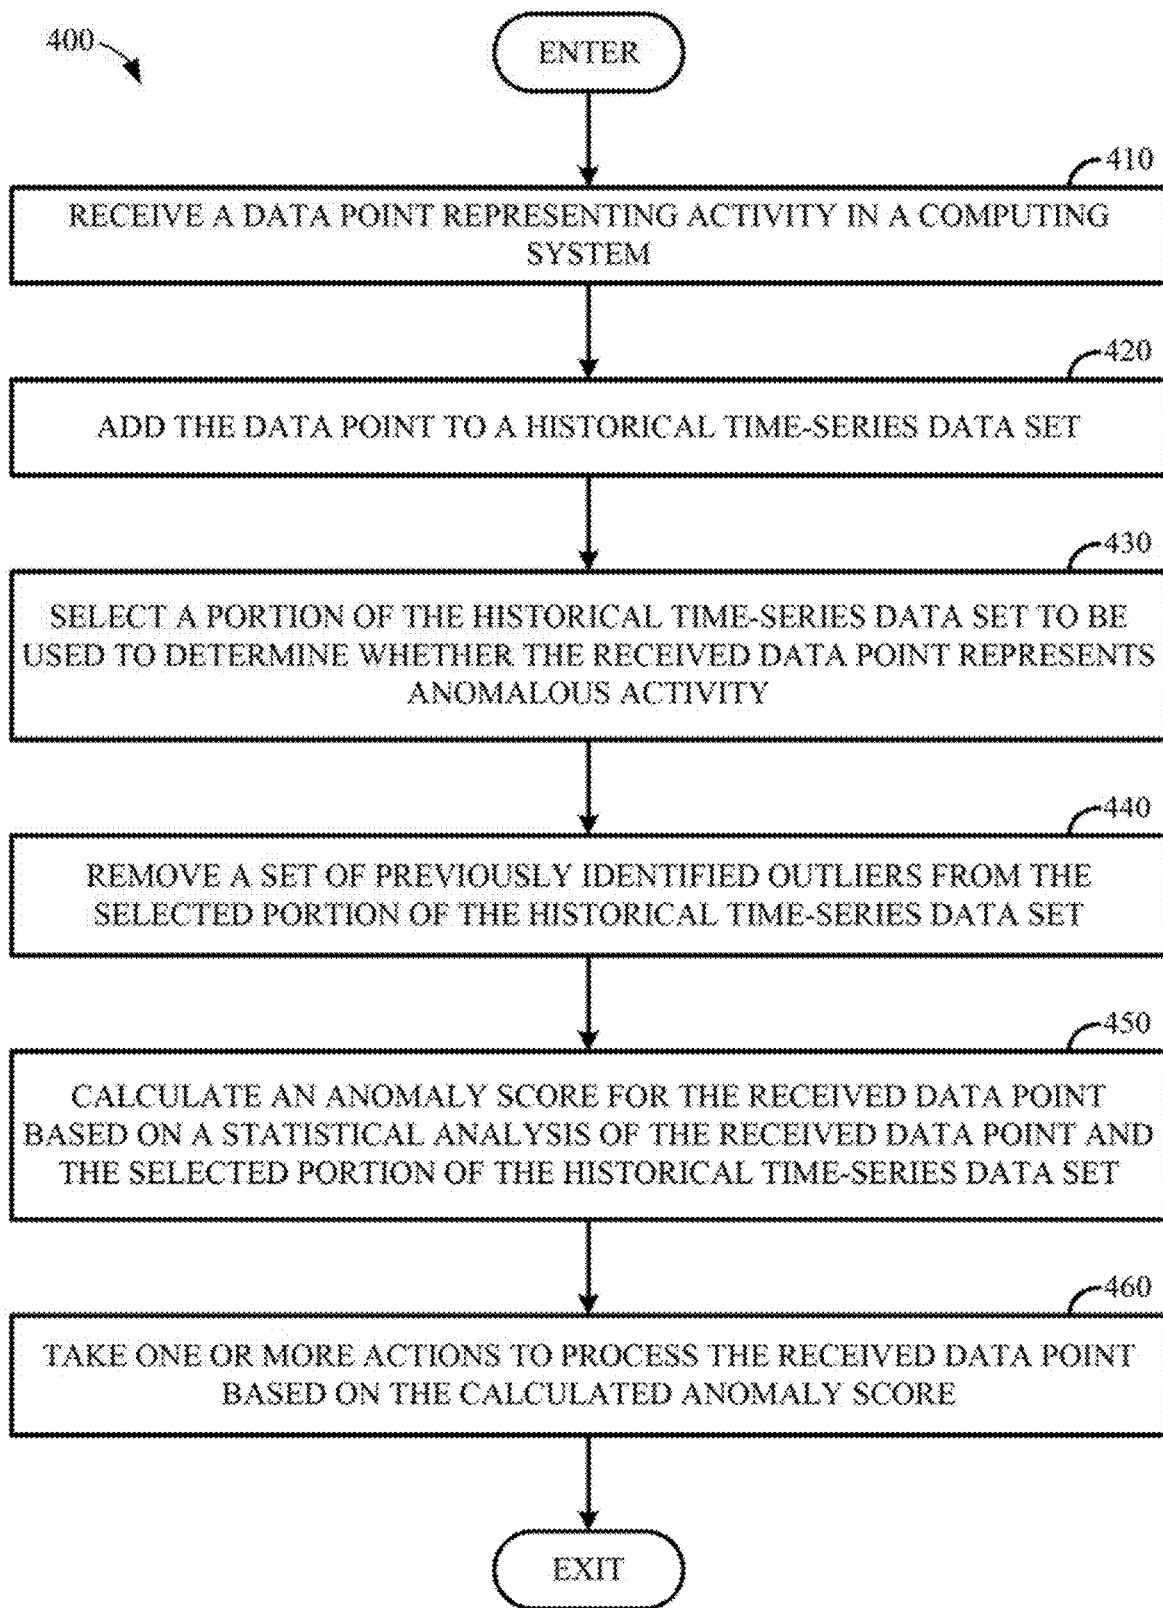 400
ENTER
410
RECEIVE A DATA POINT REPRESENTING ACTIVITY IN A COMPUTING
SYSTEM
420
ADD THE DATA POINT TO A HISTORICAL TIME-SERIES DATA SET
430
SELECT A PORTION OF THE HISTORICAL TIME-SERIES DATA SET TO BE
USED TO DETERMINE WHETHER THE RECEIVED DATA POINT REPRESENTS
ANOMALOUS ACTIVITY
440
REMOVE A SET OF PREVIOUSLY IDENTIFIED OUTLIERS FROM THE
SELECTED PORTION OF THE HISTORICAL TIME-SERIES DATA SET
450
CALCULATE AN ANOMALY SCORE FOR THE RECEIVED DATA POINT
BASED ON A STATISTICAL ANALYSIS OF THE RECEIVED DATA POINT AND
THE SELECTED PORTION OF THE HISTORICAL TIME-SERIES DATA SET
460
TAKE ONE OR MORE ACTIONS TO PROCESS THE RECEIVED DATA POINT
BASED ON THE CALCULATED ANOMALY SCORE
EXIT